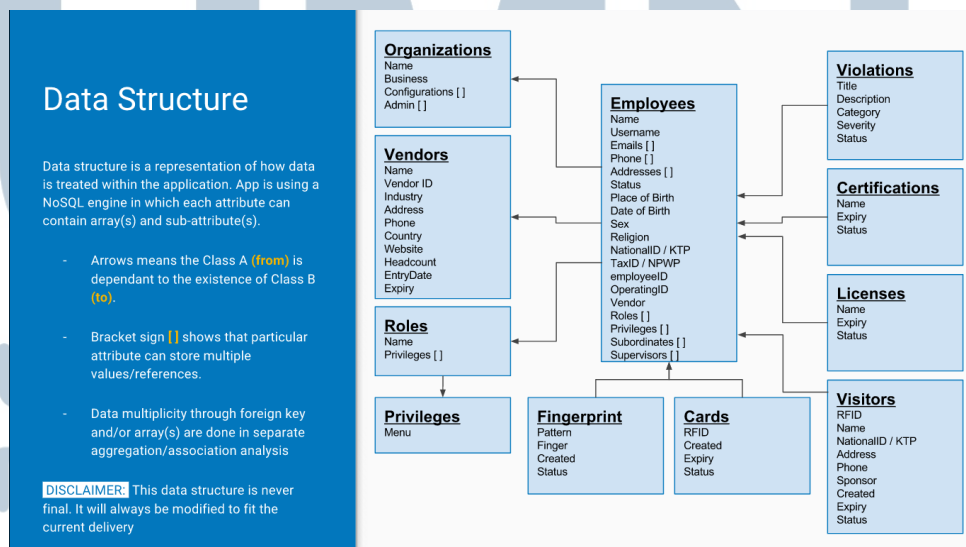 Data Structure
Data structure is a representation of how data
is treated within the application. App is using a
NoSQL engine in which each attribute can
contain array(s) and sub-attribute(s).
- Arrows means the Class A (from) is
dependant to the existence of Class B
(to).
- Bracket sign [ ] shows that particular
attribute can store multiple
values/references.
- Data multiplicity through foreign key
and/or array(s) are done in separate
aggregation/association analysis
DISCLAIMER: This data structure is never
final. It will always be modified to fit the
current delivery
Organizations
Name
Business
Configurations [ ]
Admin [ ]
Vendors
Name
Vendor ID
Industry
Address
Phone
Country
Website
Headcount
EntryDate
Expiry
Roles
Name
Privileges [ ]
Privileges
Menu
Employees
Name
Username
Emails [ ]
Phone [ ]
Addresses [ ]
Status
Place of Birth
Date of Birth
Sex
Religion
NationalID / KTP
TaxID / NPWP
employeeID
OperatingID
Vendor
Roles [ ]
Privileges [ ]
Subordinates [ ]
Supervisors [ ]
Fingerprint
Pattern
Finger
Created
Status
Cards
RFID
Created
Expiry
Status
Violations
Title
Description
Category
Severity
Status
Certifications
Name
Expiry
Status
Licenses
Name
Expiry
Status
Visitors
RFID
Name
NationalID / KTP
Address
Phone
Sponsor
Created
Expiry
Status